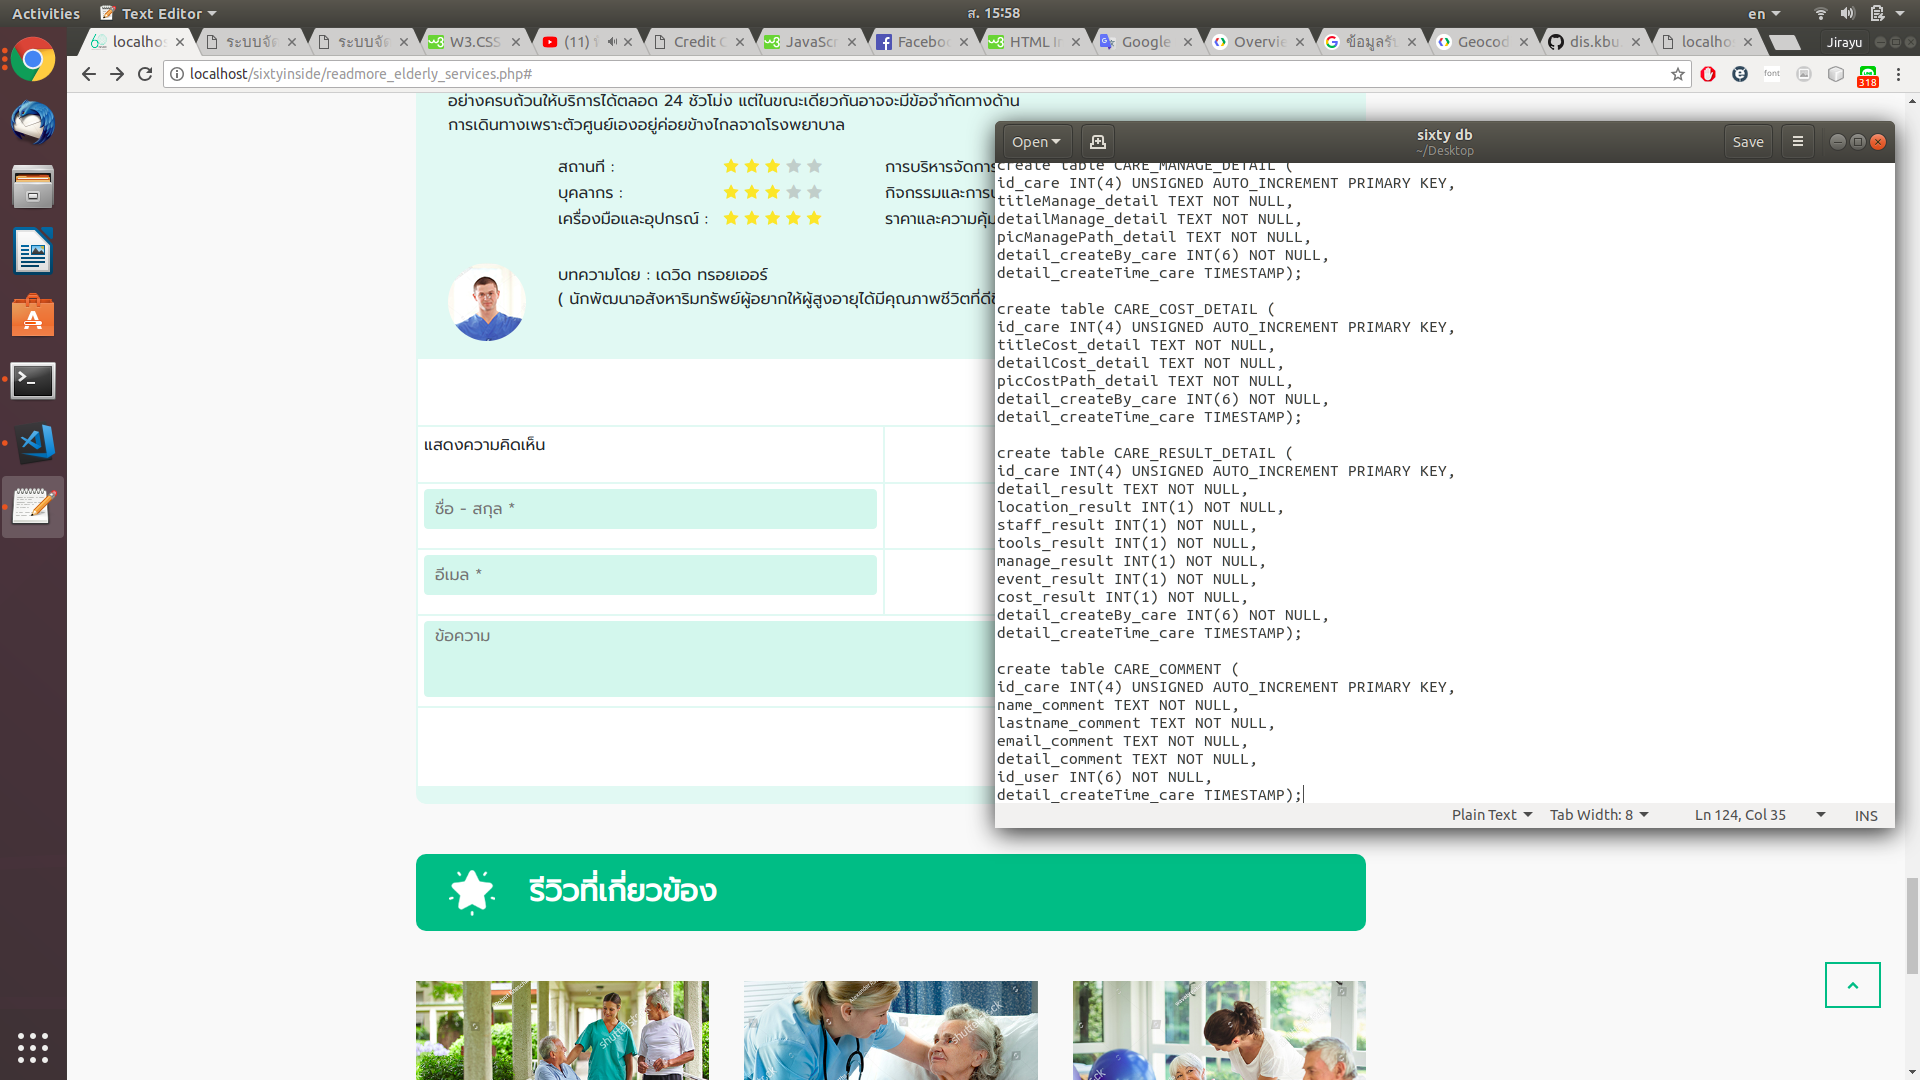 Activities
Text Editor
ส. 15:58
en
localhos
ระบบจัด
ระบบจัด
W3.CSS
(11)
Credit C
JavaScr
Facebo
HTML I
Google
Overvie
ข้อมูลรับ
Geocod
dis.kbu.
localhos
Jirayu
localhost/sixtyinside/readmore_elderly_services.php#
font
318
อย่างครบถ้วนให้บริการได้ตลอด 24 ชั่วโมง แต่ในขณะเดียวกันอาจจะมีข้อจำกัดทางด้าน
การเดินทางเพราะตัวศูนย์เองอยู่ค่อยข้างไกลจาดโรงพยาบาล
สถานที่ :
การบริหารจัดการ
บุคลากร :
กิจกรรมและการบ
เครื่องมือและอุปกรณ์ :
ราคาและความคุ้ม
บทความโดย : เดวิด ทรอยเออร์
( นักพัฒนาอสังหาริมทรัพย์ผู้อยากให้ผู้สูงอายุได้มีคุณภาพชีวิตที่ดีขึ
แสดงความคิดเห็น
ชื่อ - สกุล *
อีเมล *
ข้อความ
รีวิวที่เกี่ยวข้อง
Open
sixty db
~/Desktop
Save
create table CARE_MANAGE_DETAIL (
id_care INT(4) UNSIGNED AUTO_INCREMENT PRIMARY KEY,
titleManage_detail TEXT NOT NULL,
detailManage_detail TEXT NOT NULL,
picManagePath_detail TEXT NOT NULL,
detail_createBy_care INT(6) NOT NULL,
detail_createTime_care TIMESTAMP);
create table CARE_COST_DETAIL (
id_care INT(4) UNSIGNED AUTO_INCREMENT PRIMARY KEY,
titleCost_detail TEXT NOT NULL,
detailCost_detail TEXT NOT NULL,
picCostPath_detail TEXT NOT NULL,
detail_createBy_care INT(6) NOT NULL,
detail_createTime_care TIMESTAMP);
create table CARE_RESULT_DETAIL (
id_care INT(4) UNSIGNED AUTO_INCREMENT PRIMARY KEY,
detail_result TEXT NOT NULL,
location_result INT(1) NOT NULL,
staff_result INT(1) NOT NULL,
tools_result INT(1) NOT NULL,
manage_result INT(1) NOT NULL,
event_result INT(1) NOT NULL,
cost_result INT(1) NOT NULL,
detail_createBy_care INT(6) NOT NULL,
detail_createTime_care TIMESTAMP);
create table CARE_COMMENT (
id_care INT(4) UNSIGNED AUTO_INCREMENT PRIMARY KEY,
name_comment TEXT NOT NULL,
lastname_comment TEXT NOT NULL,
email_comment TEXT NOT NULL,
detail_comment TEXT NOT NULL,
id_user INT(6) NOT NULL,
detail_createTime_care TIMESTAMP);
Plain Text
Tab Width: 8
Ln 124, Col 35
INS